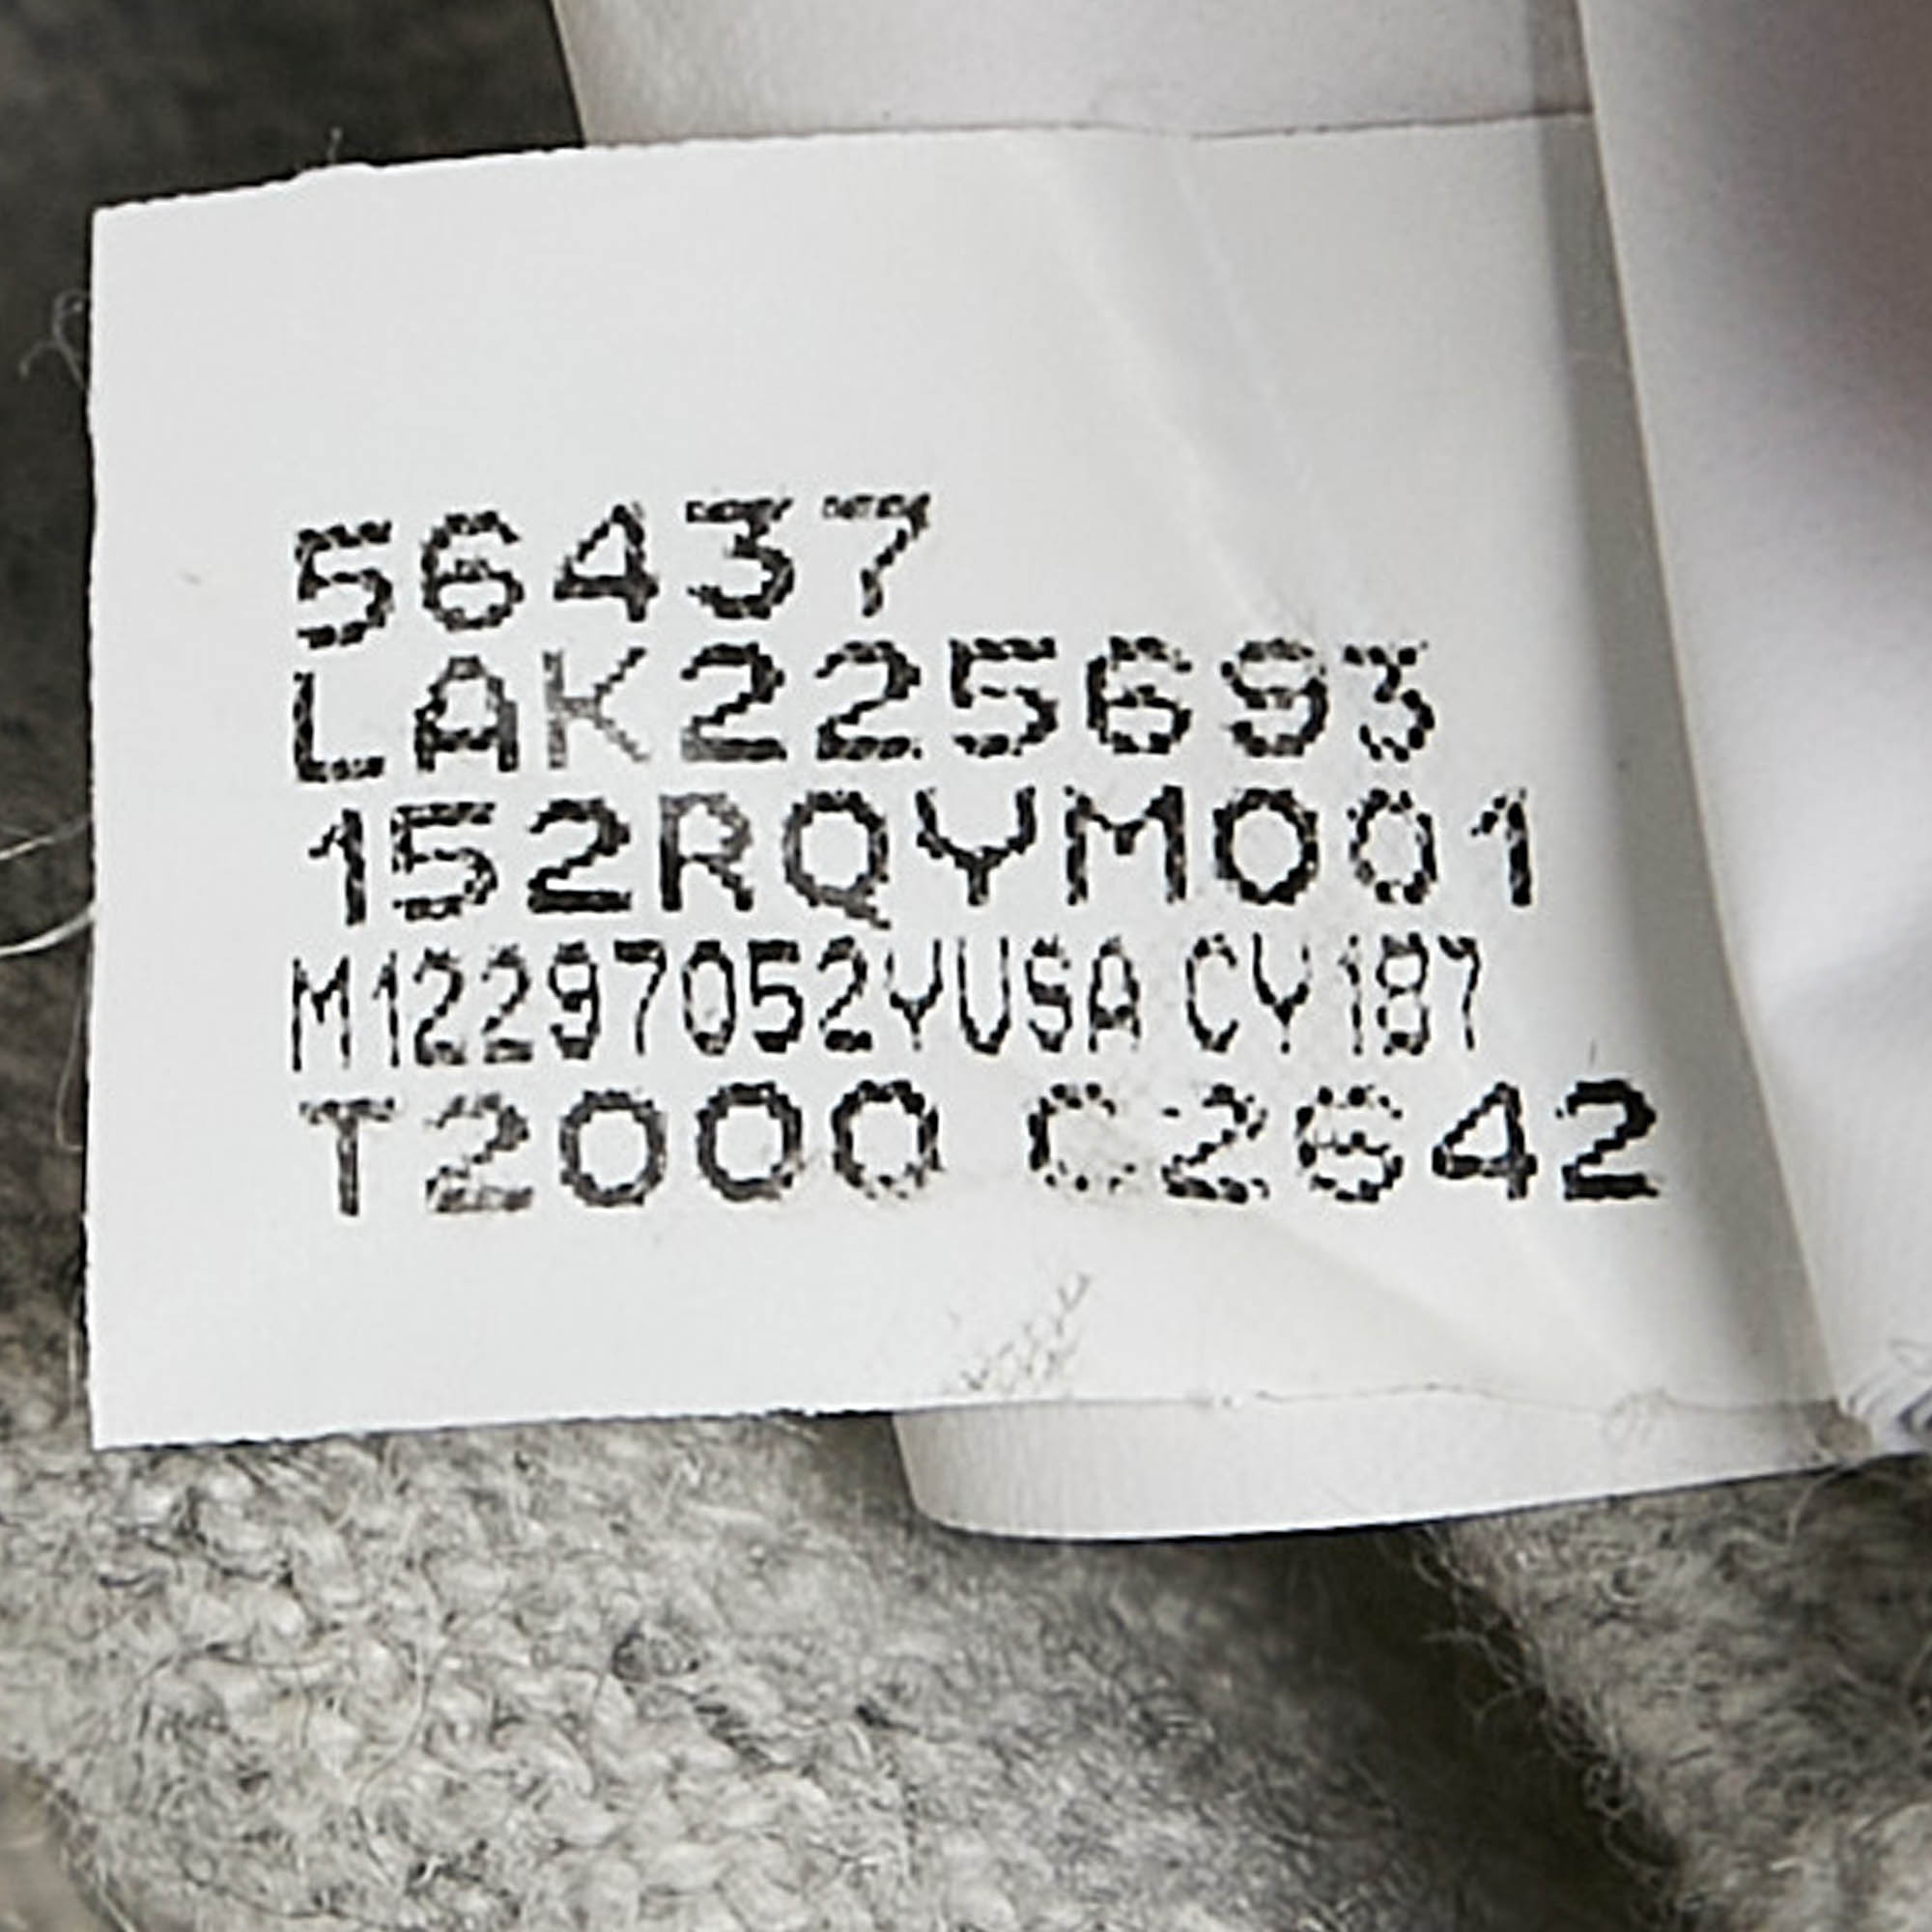 56437
LAK225693
152RQYM001
M12297052YUSA CY187
T2000 C2642